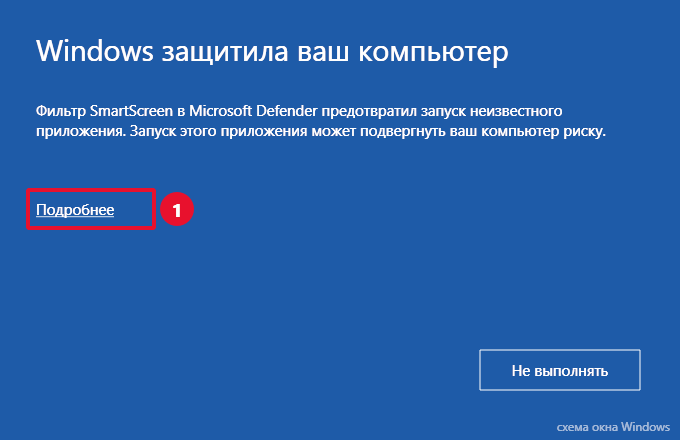 Windows защитила ваш компьютер
Фильтр SmartScreen в Microsoft Defender предотвратил запуск неизвестного
приложения. Запуск этого приложения может подвергнуть ваш компьютер риску.
Подробнее
1
Не выполнять
схема окна Windows